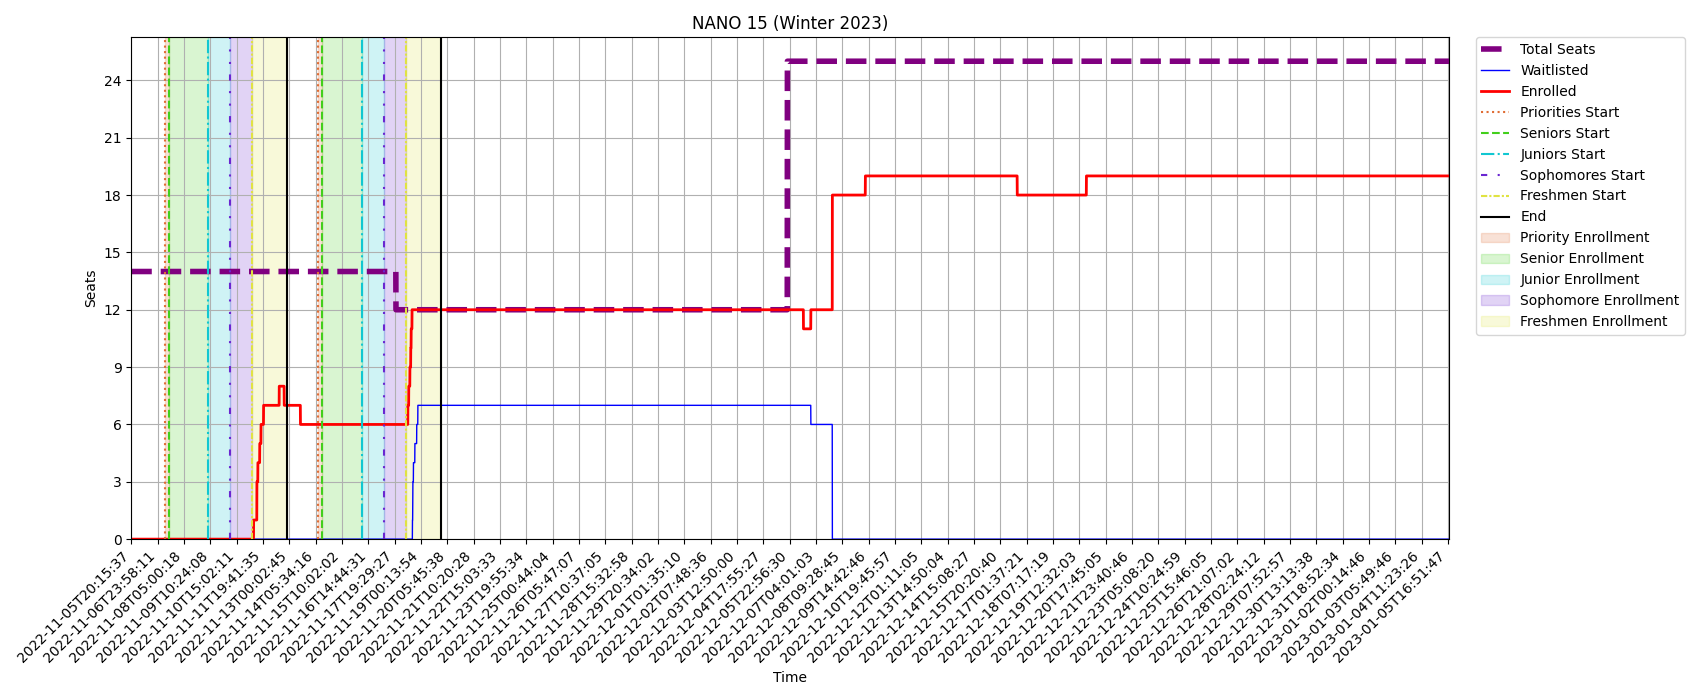 NANO 15 (Winter 2023)
Seats
24
21
18
15
12
9
6
3
0
2022-11-05T20:15:37
2022-11-06T23:58:11
2022-11-08T05:00:18
2022-11-09T10:24:08
2022-11-10T15:02:11
2022-11-11T19:41:35
2022-11-13T00:02:45
2022-11-14T05:34:16
2022-11-15T10:02:02
2022-11-16T14:44:31
2022-11-17T19:29:27
2022-11-19T00:13:54
2022-11-20T05:45:38
2022-11-21T10:20:28
2022-11-22T15:03:33
2022-11-23T19:55:34
2022-11-25T00:44:04
2022-11-26T05:47:07
2022-11-27T10:37:05
2022-11-28T15:32:58
2022-11-29T20:34:02
2022-12-01T01:35:10
2022-12-02T07:48:36
2022-12-03T12:50:00
2022-12-04T17:55:27
2022-12-05T22:56:30
2022-12-07T04:01:03
2022-12-08T09:28:45
2022-12-09T14:42:46
2022-12-10T19:45:57
2022-12-12T01:11:05
2022-12-13T14:50:04
2022-12-14T15:08:27
2022-12-15T20:20:40
2022-12-17T01:37:21
2022-12-18T07:17:19
2022-12-19T12:32:03
2022-12-20T17:45:05
2022-12-21T23:40:46
2022-12-23T05:08:20
2022-12-24T10:24:59
2022-12-25T15:46:05
2022-12-26T21:07:02
2022-12-28T02:24:12
2022-12-29T07:52:57
2022-12-30T13:13:38
2022-12-31T18:52:34
2023-01-02T00:14:46
2023-01-03T05:49:46
2023-01-04T11:23:26
2023-01-05T16:51:47
Time
Total Seats
Waitlisted
Enrolled
Priorities Start
Seniors Start
Juniors Start
Sophomores Start
Freshmen Start
End
Priority Enrollment
Senior Enrollment
Junior Enrollment
Sophomore Enrollment
Freshmen Enrollment